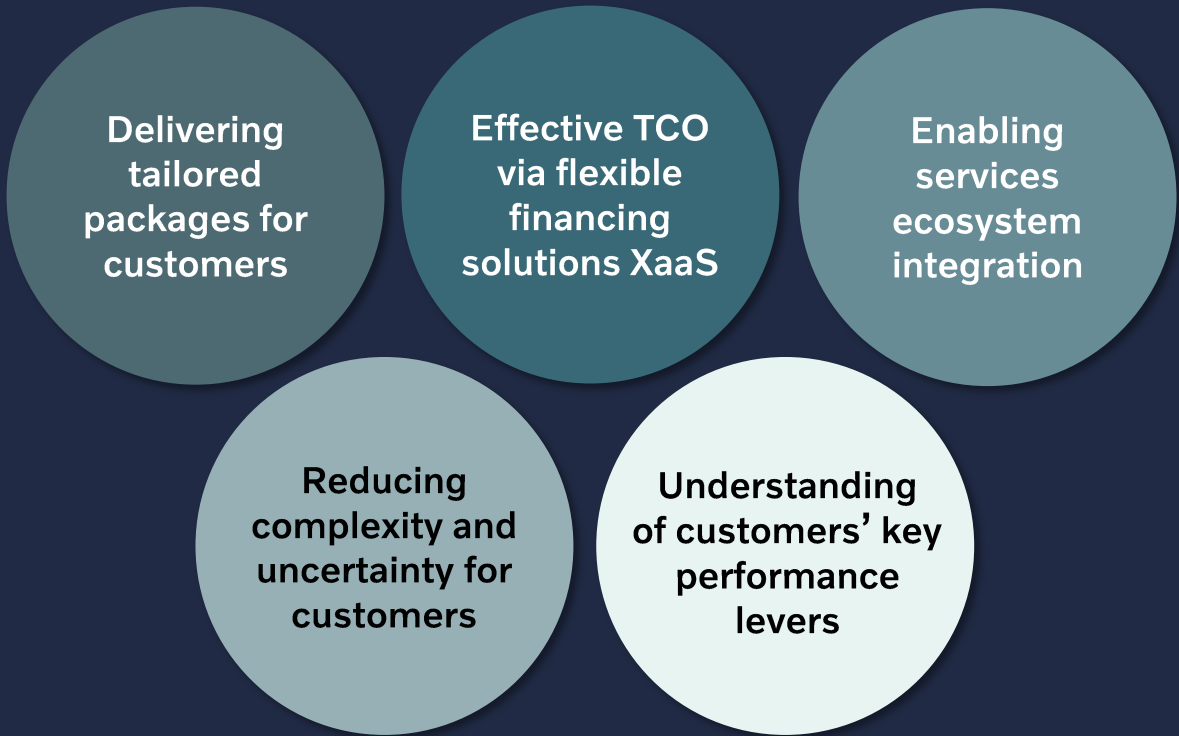 Delivering
tailored
packages for
customers
Effective TCO
via flexible
financing
solutions XaaS
Enabling
services
ecosystem
integration
Reducing
complexity and
uncertainty for
customers
Understanding
of customers’ key
performance
levers